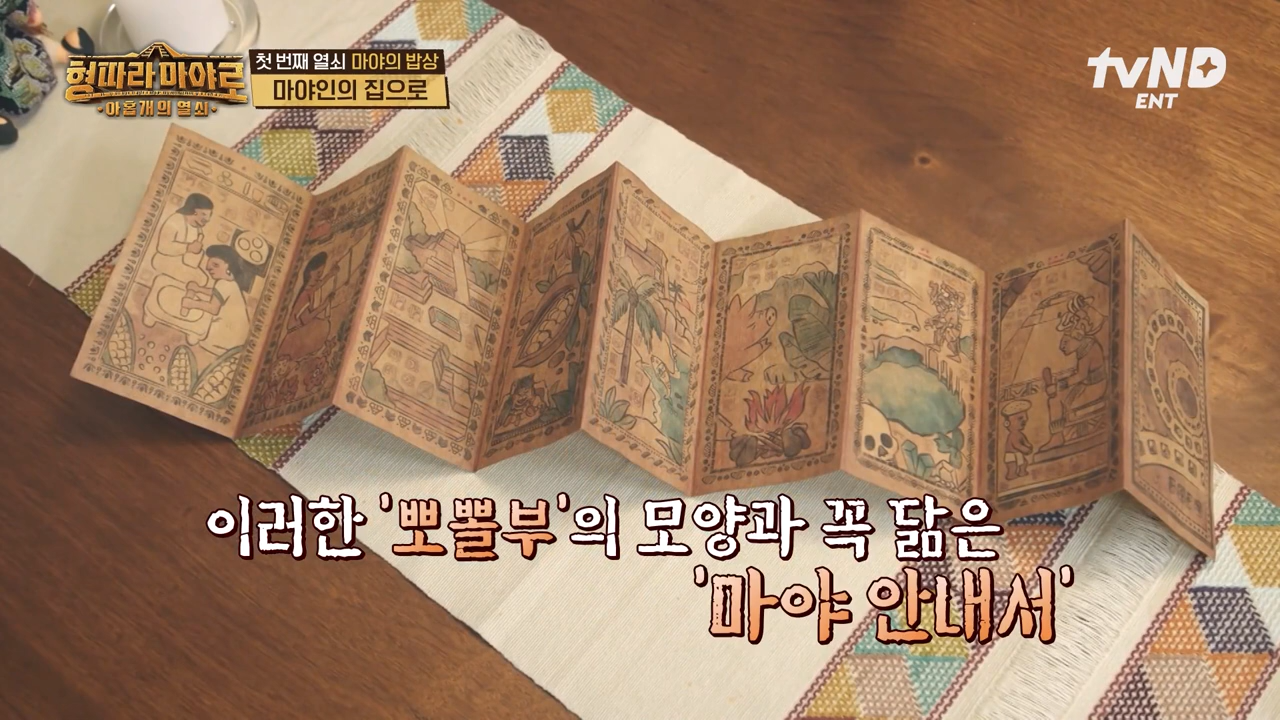 형따라 마야로
아홉개의 열쇠
첫 번째 열쇠 마야의 밥상
마야인의 집으로
tvND
ENT
이러한 '뽀뽈부'의 모양과 꼭 닮은
'마야 안내서'